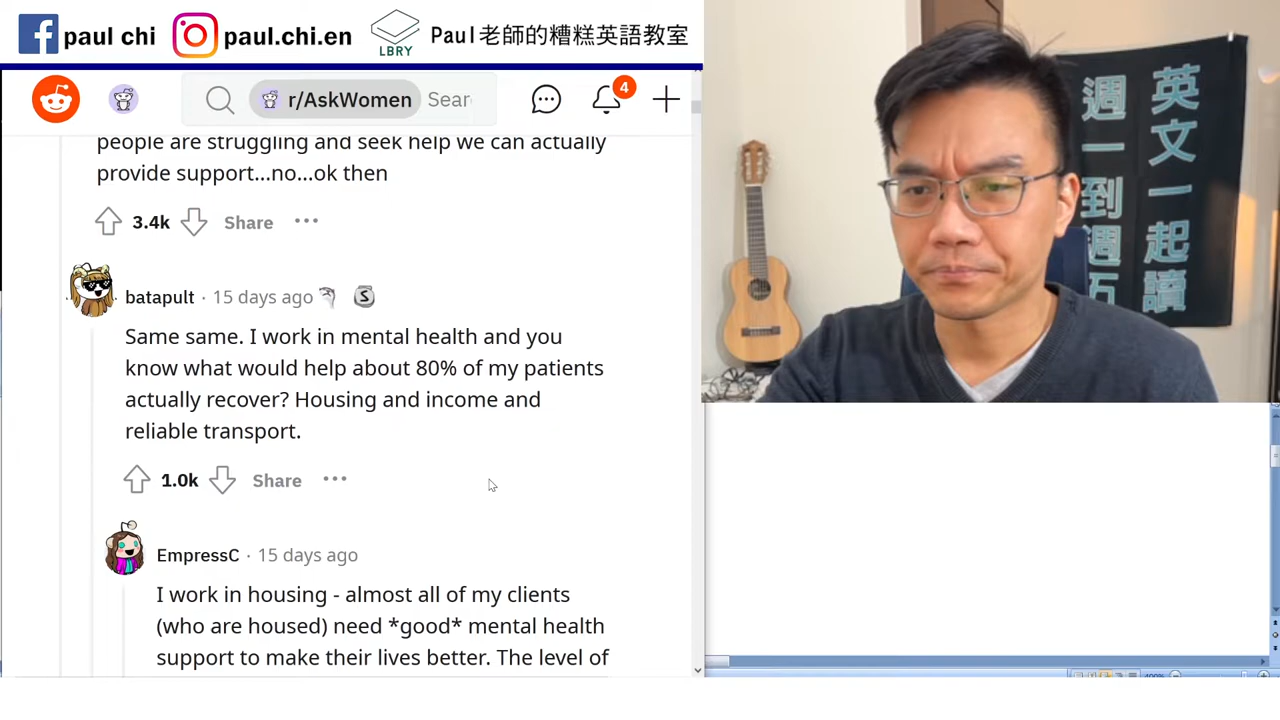 paul chi
paul.chi.en
LBRY
Paul老師的糟糕英語教室
r/AskWomen
Sear
4
people are struggling and seek help we can actually
provide support...no...ok then
3.4k
Share
batapult · 15 days ago
S
Same same. I work in mental health and you
know what would help about 80% of my patients
actually recover? Housing and income and
reliable transport.
1.0k
Share
EmpressC · 15 days ago
I work in housing - almost all of my clients
(who are housed) need *good* mental health
support to make their lives better. The level of
英文一起讀
週一到週五
400%